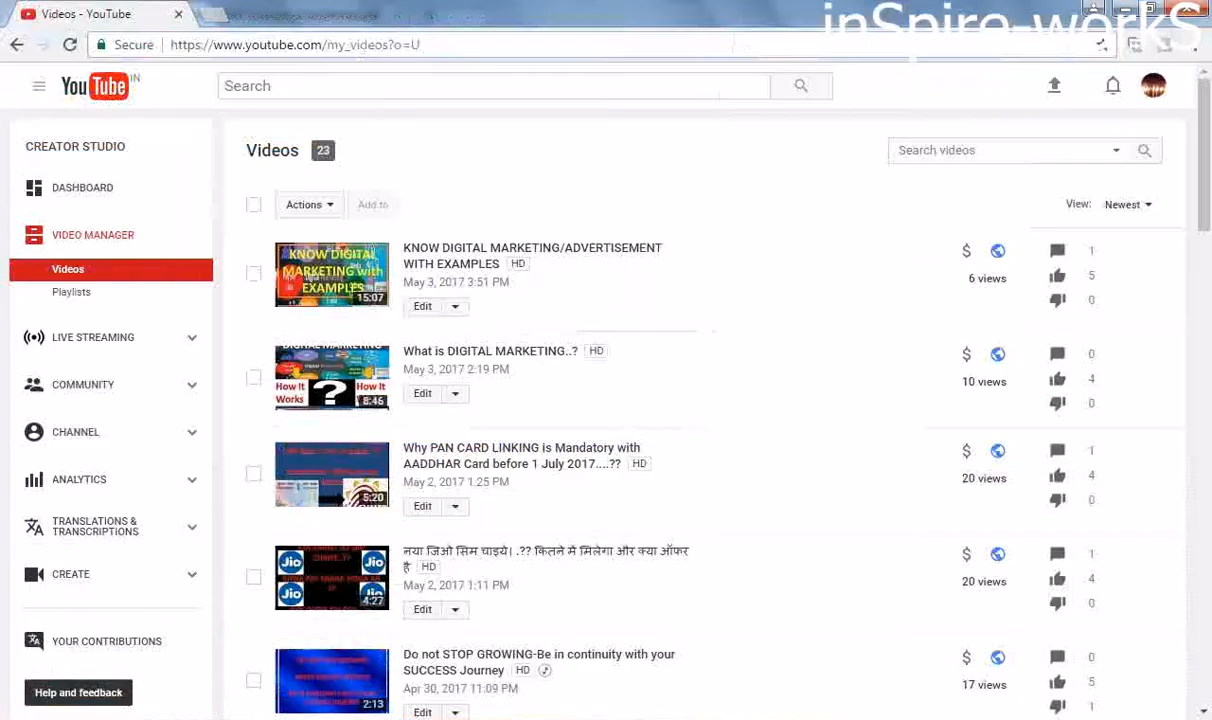 Videos - YouTube
inSpire-workS
Secure
https://www.youtube.com/my_videos?o=U
YouTube IN
Search
CREATOR STUDIO
DASHBOARD
VIDEO MANAGER
Videos
Playlists
LIVE STREAMING
COMMUNITY
CHANNEL
ANALYTICS
TRANSLATIONS &
TRANSCRIPTIONS
CREATE
YOUR CONTRIBUTIONS
Help and feedback
Videos 23
Search videos
Actions
Add to
View: Newest
KNOW DIGITAL
MARKETING with
EXAMPLES
15:07
KNOW DIGITAL MARKETING/ADVERTISEMENT
WITH EXAMPLES HD
May 3, 2017 3:51 PM
Edit
$
6 views
1
5
0
DIGITAL MARKETING
How It
Works
?
How It
8:46
What is DIGITAL MARKETING..? HD
May 3, 2017 2:19 PM
Edit
$
10 views
0
4
0
5:20
Why PAN CARD LINKING is Mandatory with
AADDHAR Card before 1 July 2017....?? HD
May 2, 2017 1:25 PM
Edit
$
20 views
1
4
0
Jio
Jio
Jio
Jio
4:27
नया जिओ सिम चाइये। .?? कितने में मिलेगा और क्या ऑफर
है HD
May 2, 2017 1:11 PM
Edit
$
20 views
1
4
0
2:13
Do not STOP GROWING-Be in continuity with your
SUCCESS Journey HD
Apr 30, 2017 11:09 PM
Edit
$
17 views
0
5
1